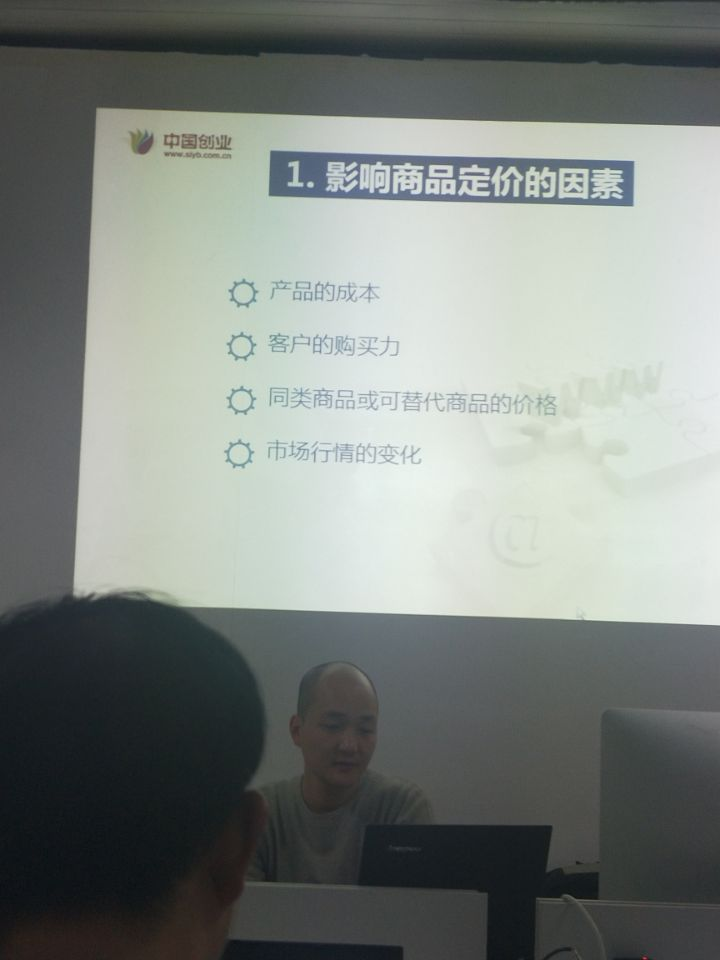 中国创业
www.siyb.com.cn
1. 影响商品定价的因素
产品的成本
客户的购买力
同类商品或可替代商品的价格
市场行情的变化
WWW
@
lenovo